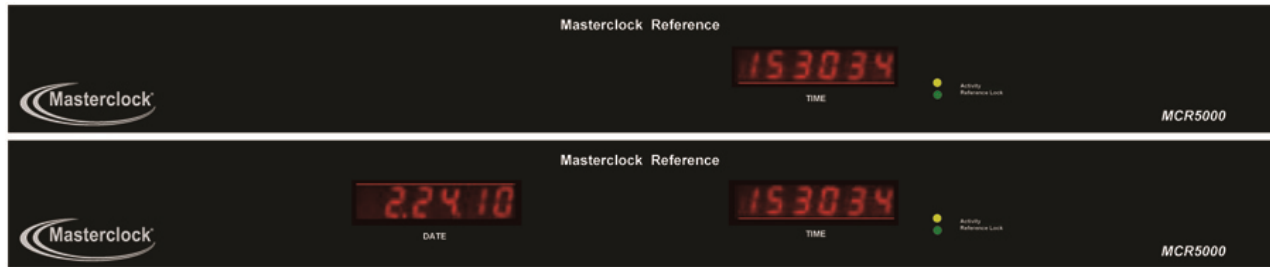 Masterclock Reference
153034
Masterclock®
TIME
Activity
Reference Lock
MCR5000
Masterclock Reference
2.24.10
153034
Masterclock®
DATE
TIME
Activity
Reference Lock
MCR5000